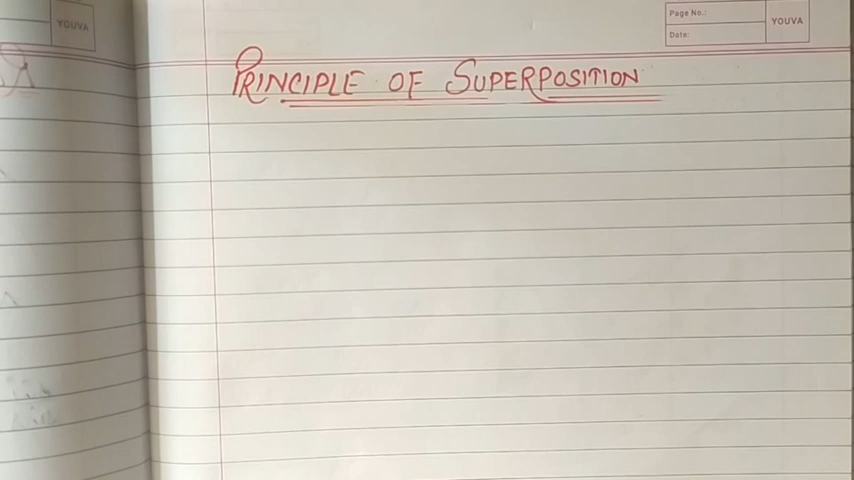 YOUVA
Page No.:
YOUVA
Date:
PRINCIPLE OF SUPERPOSITION